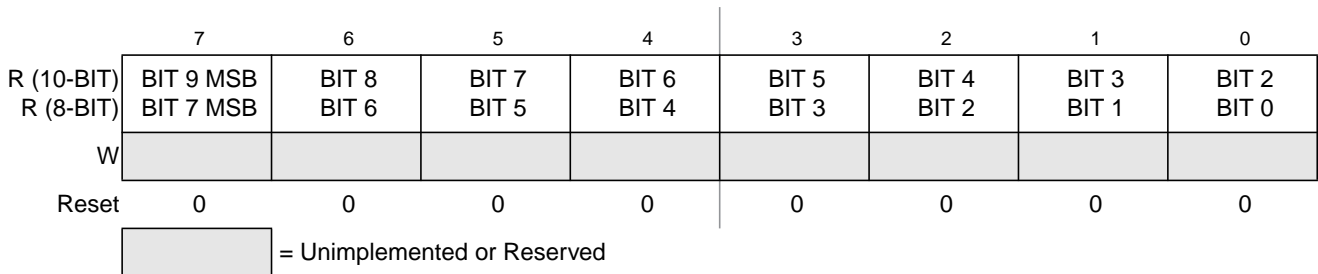 7 6 5 4 3 2 1 0
R (10-BIT) BIT 9 MSB BIT 8 BIT 7 BIT 6 BIT 5 BIT 4 BIT 3 BIT 2
R (8-BIT) BIT 7 MSB BIT 6 BIT 5 BIT 4 BIT 3 BIT 2 BIT 1 BIT 0
W
Reset 0 0 0 0 0 0 0 0
= Unimplemented or Reserved